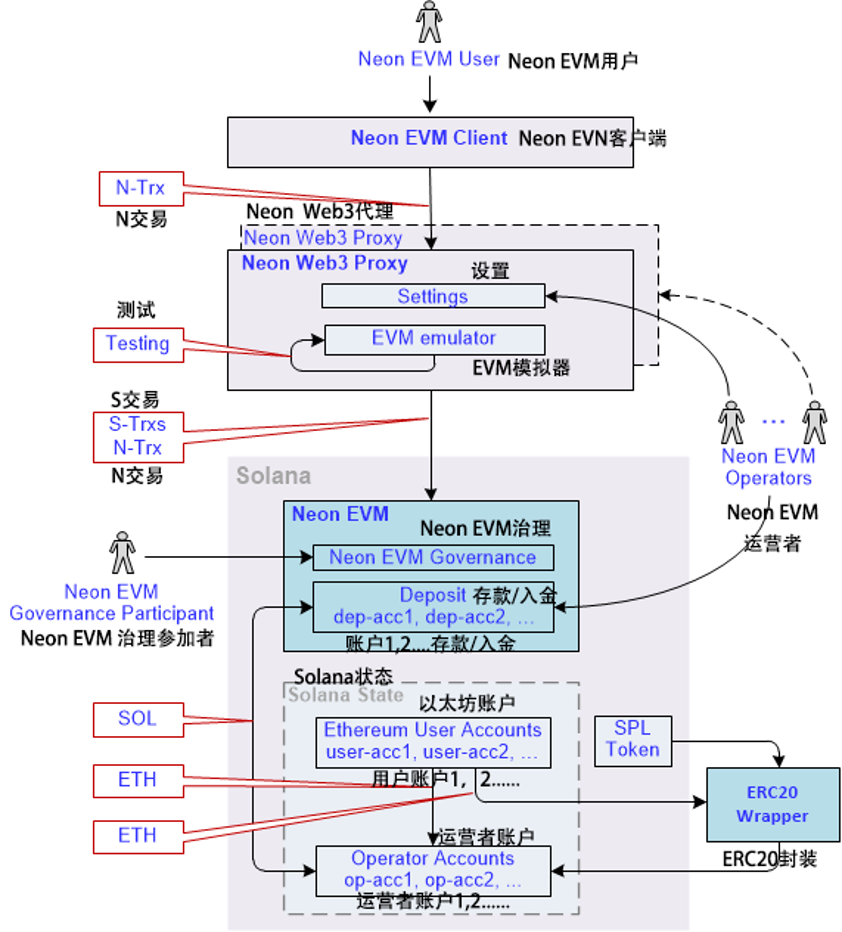 Neon EVM User Neon EVM用户
Neon EVM Client Neon EVN客户端
N-Trx
N交易
Neon Web3代理
Neon Web3 Proxy
Neon Web3 Proxy
设置
Settings
测试
Testing
EVM emulator
EVM模拟器
S交易
S-Trxs
N-Trx
N交易
...
Neon EVM
Operators
Neon EVM
运营者
Solana
Neon EVM
Neon EVM治理
Neon EVM Governance
Neon EVM
Governance Participant
Neon EVM 治理参加者
Deposit 存款/入金
dep-acc1, dep-acc2, ...
账户1,2....存款/入金
Solana状态
Solana State
以太坊账户
Ethereum User Accounts
user-acc1, user-acc2, ...
用户账户1, 2......
SOL
ETH
ETH
SPL
Token
ERC20
Wrapper
ERC20封装
运营者账户
Operator Accounts
op-acc1, op-acc2, ...
运营者账户1,2......